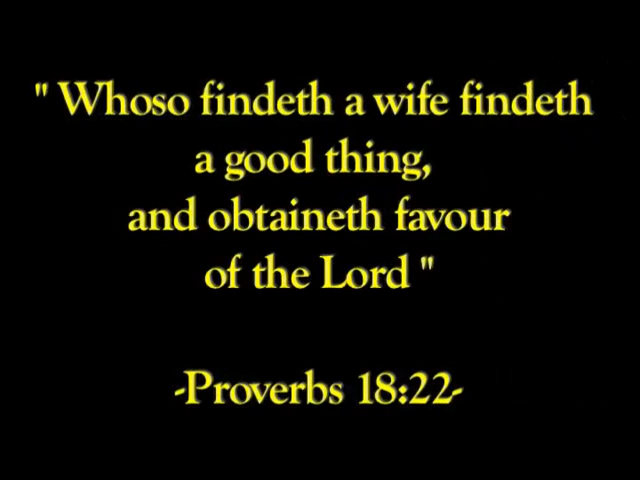 " Whoso findeth a wife findeth
a good thing,
and obtaineth favour
of the Lord "
-Proverbs 18:22-